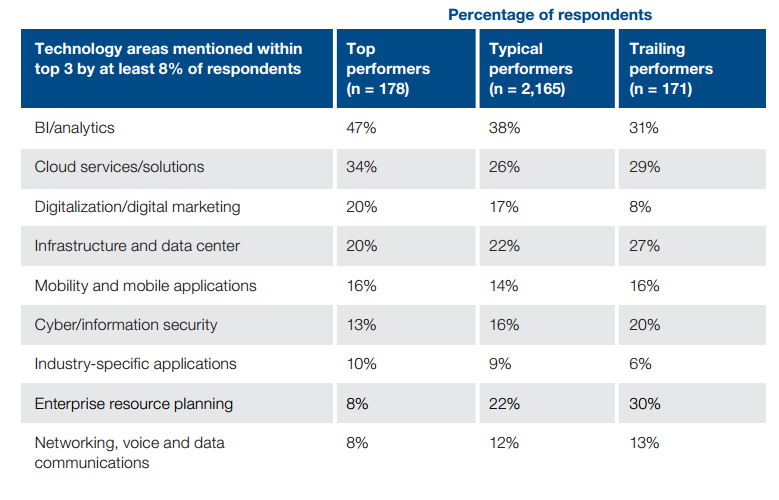 Percentage of respondents
Technology areas mentioned within top 3 by at least 8% of respondents Top performers (n = 178) Typical performers (n = 2,165) Trailing performers (n = 171)
BI/analytics 47% 38% 31%
Cloud services/solutions 34% 26% 29%
Digitalization/digital marketing 20% 17% 8%
Infrastructure and data center 20% 22% 27%
Mobility and mobile applications 16% 14% 16%
Cyber/information security 13% 16% 20%
Industry-specific applications 10% 9% 6%
Enterprise resource planning 8% 22% 30%
Networking, voice and data communications 8% 12% 13%